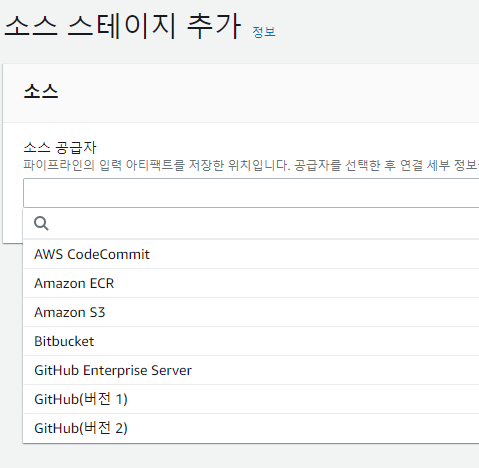 소스 스테이지 추가 정보
소스
소스 공급자
파이프라인의 입력 아티팩트를 저장한 위치입니다. 공급자를 선택한 후 연결 세부 정보
AWS CodeCommit
Amazon ECR
Amazon S3
Bitbucket
GitHub Enterprise Server
GitHub(버전 1)
GitHub(버전 2)